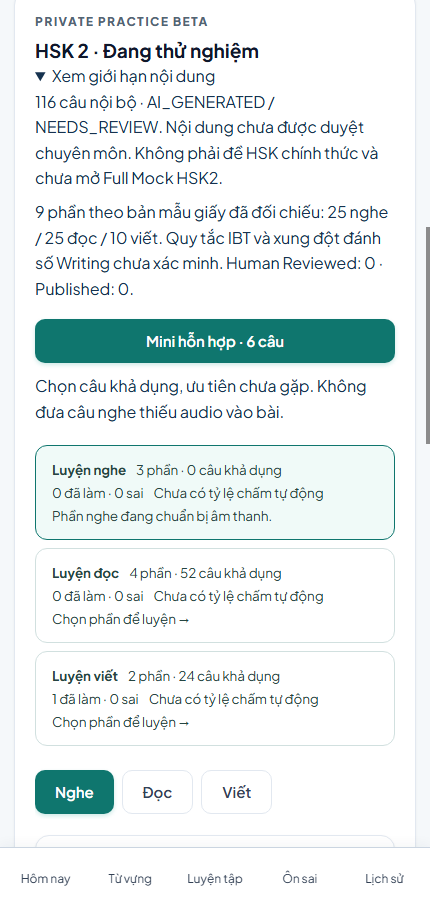 PRIVATE PRACTICE BETA
HSK 2 · Đang thử nghiệm
▼ Xem giới hạn nội dung
116 câu nội bộ · AI_GENERATED /
NEEDS_REVIEW. Nội dung chưa được duyệt
chuyên môn. Không phải đề HSK chính thức và
chưa mở Full Mock HSK2.
9 phần theo bản mẫu giấy đã đối chiếu: 25 nghe
/ 25 đọc / 10 viết. Quy tắc IBT và xung đột đánh
số Writing chưa xác minh. Human Reviewed: 0 ·
Published: 0.
Mini hỗn hợp · 6 câu
Chọn câu khả dụng, ưu tiên chưa gặp. Không
đưa câu nghe thiếu audio vào bài.
Luyện nghe 3 phần · 0 câu khả dụng
0 đã làm · 0 sai Chưa có tỷ lệ chấm tự động
Phần nghe đang chuẩn bị âm thanh.
Luyện đọc 4 phần · 52 câu khả dụng
0 đã làm · 0 sai Chưa có tỷ lệ chấm tự động
Chọn phần để luyện →
Luyện viết 2 phần · 24 câu khả dụng
1 đã làm · 0 sai Chưa có tỷ lệ chấm tự động
Chọn phần để luyện →
Nghe Đọc Viết
Hôm nay Từ vựng Luyện tập Ôn sai Lịch sử